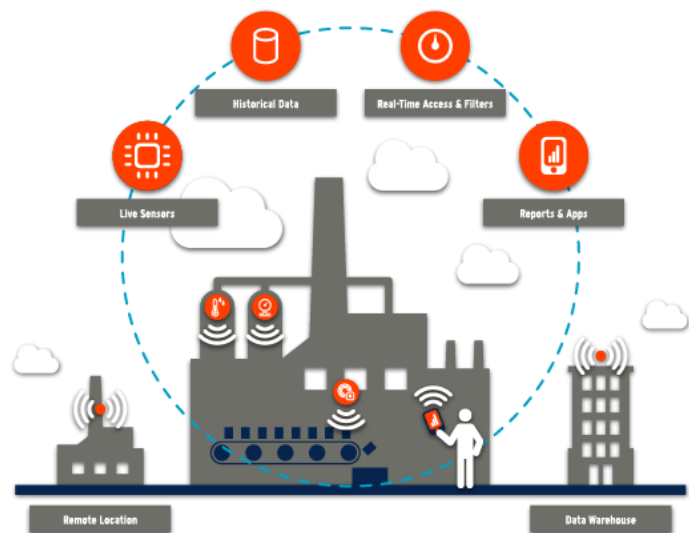 Historical Data
Real-Time Access & Filters
Live Sensors
Reports & Apps
Remote Location
Data Warehouse